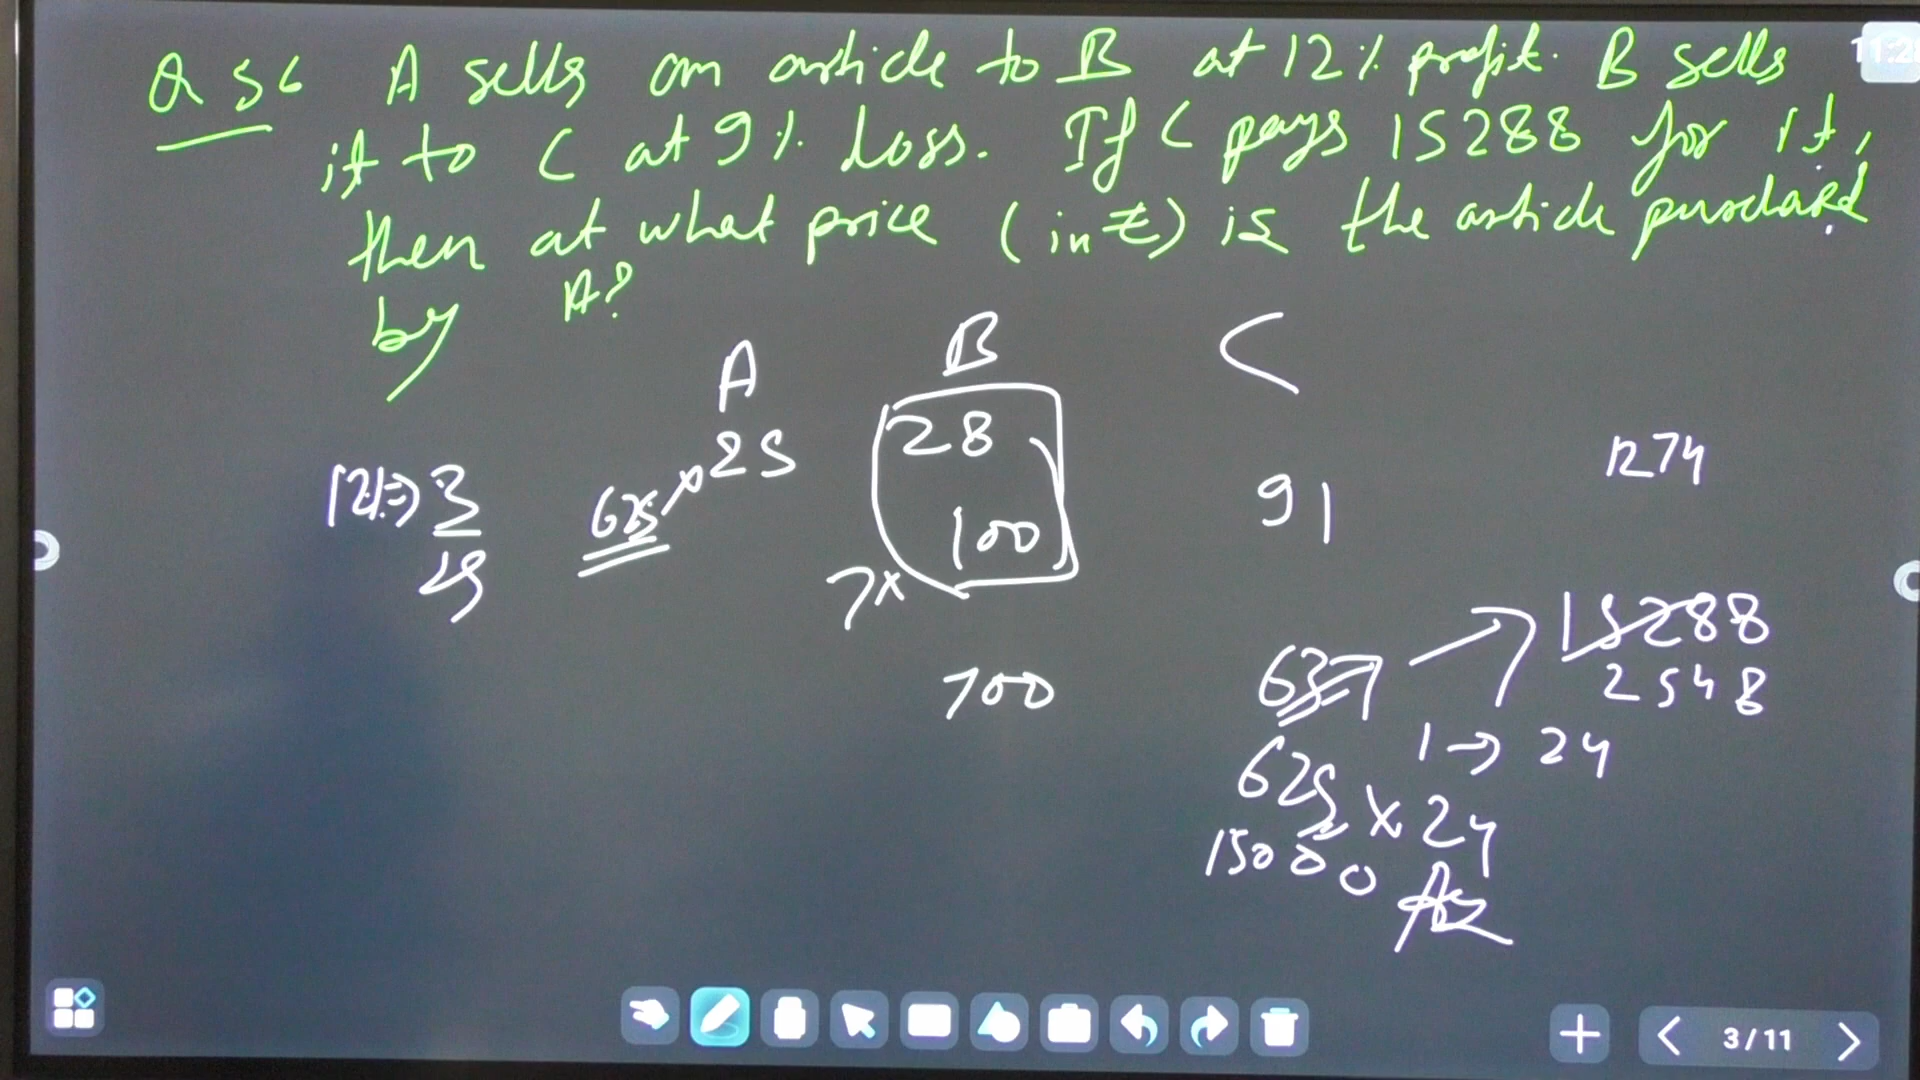 Q 56 A sells an article to B at 12% profit. B sells
it to C at 9% Loss. If C pays 15288 for it,
then at what price (in ₹) is the article purchased
by A?
A B C
12% => 3/25
625 × 25
28
100
7×
91
1274
700
637 → 15288
2548
1 → 24
625 × 24
15000 Ans
3/11